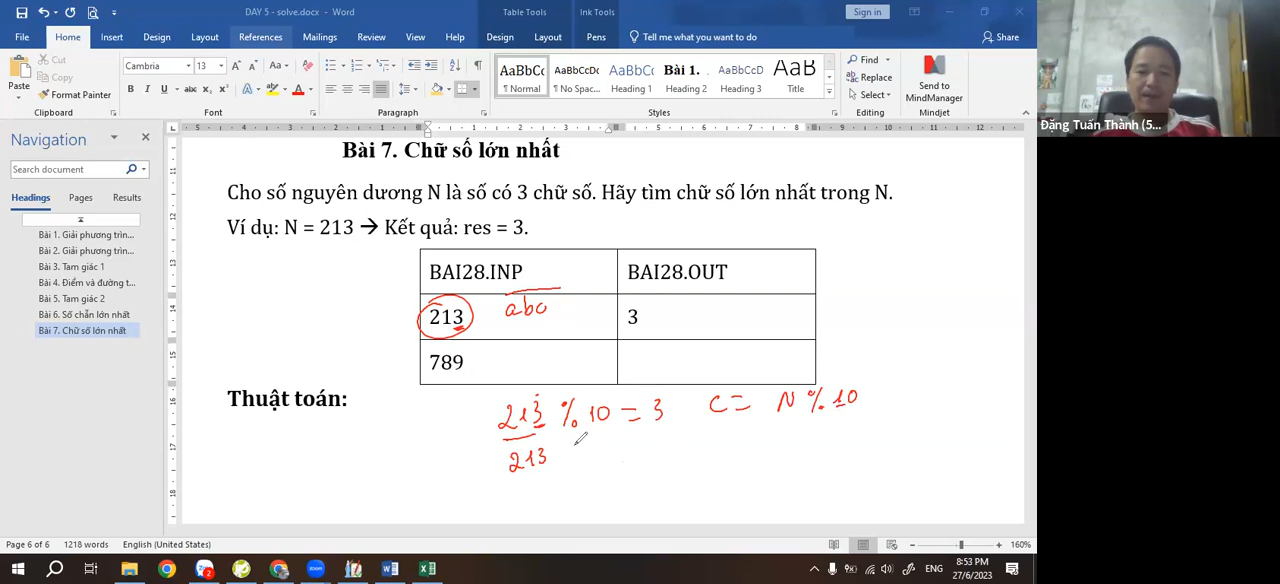 DAY 5 - solve.docx - Word
Table Tools
Ink Tools
Sign in
File Home Insert Design Layout References Mailings Review View Help Design Layout Pens Tell me what you want to do Share
Cut
Copy
Format Painter
Paste
Clipboard
Cambria 13
Font
Paragraph
AaBbCc AaBbCcDc AaBbCc Bài 1. AaBbCcD AaB
¶ Normal ¶ No Spac... Heading 1 Heading 2 Heading 3 Title
Styles
Find
Replace
Select
Editing
Send to
MindManager
Mindjet
Navigation
Search document
Headings Pages Results
Bài 1. Giải phương trìn...
Bài 2. Giải phương trìn...
Bài 3. Tam giác 1
Bài 4. Điểm và đường t...
Bài 5. Tam giác 2
Bài 6. Số chẵn lớn nhất
Bài 7. Chữ số lớn nhất
Bài 7. Chữ số lớn nhất
Cho số nguyên dương N là số có 3 chữ số. Hãy tìm chữ số lớn nhất trong N.
Ví dụ: N = 213 → Kết quả: res = 3.
BAI28.INP BAI28.OUT
213 abc 3
789
Thuật toán:
213 % 10 = 3 C = N % 10
213
Đặng Tuấn Thành (5...
Page 6 of 6 1218 words English (United States) 160%
ENG
8:53 PM
27/6/2023